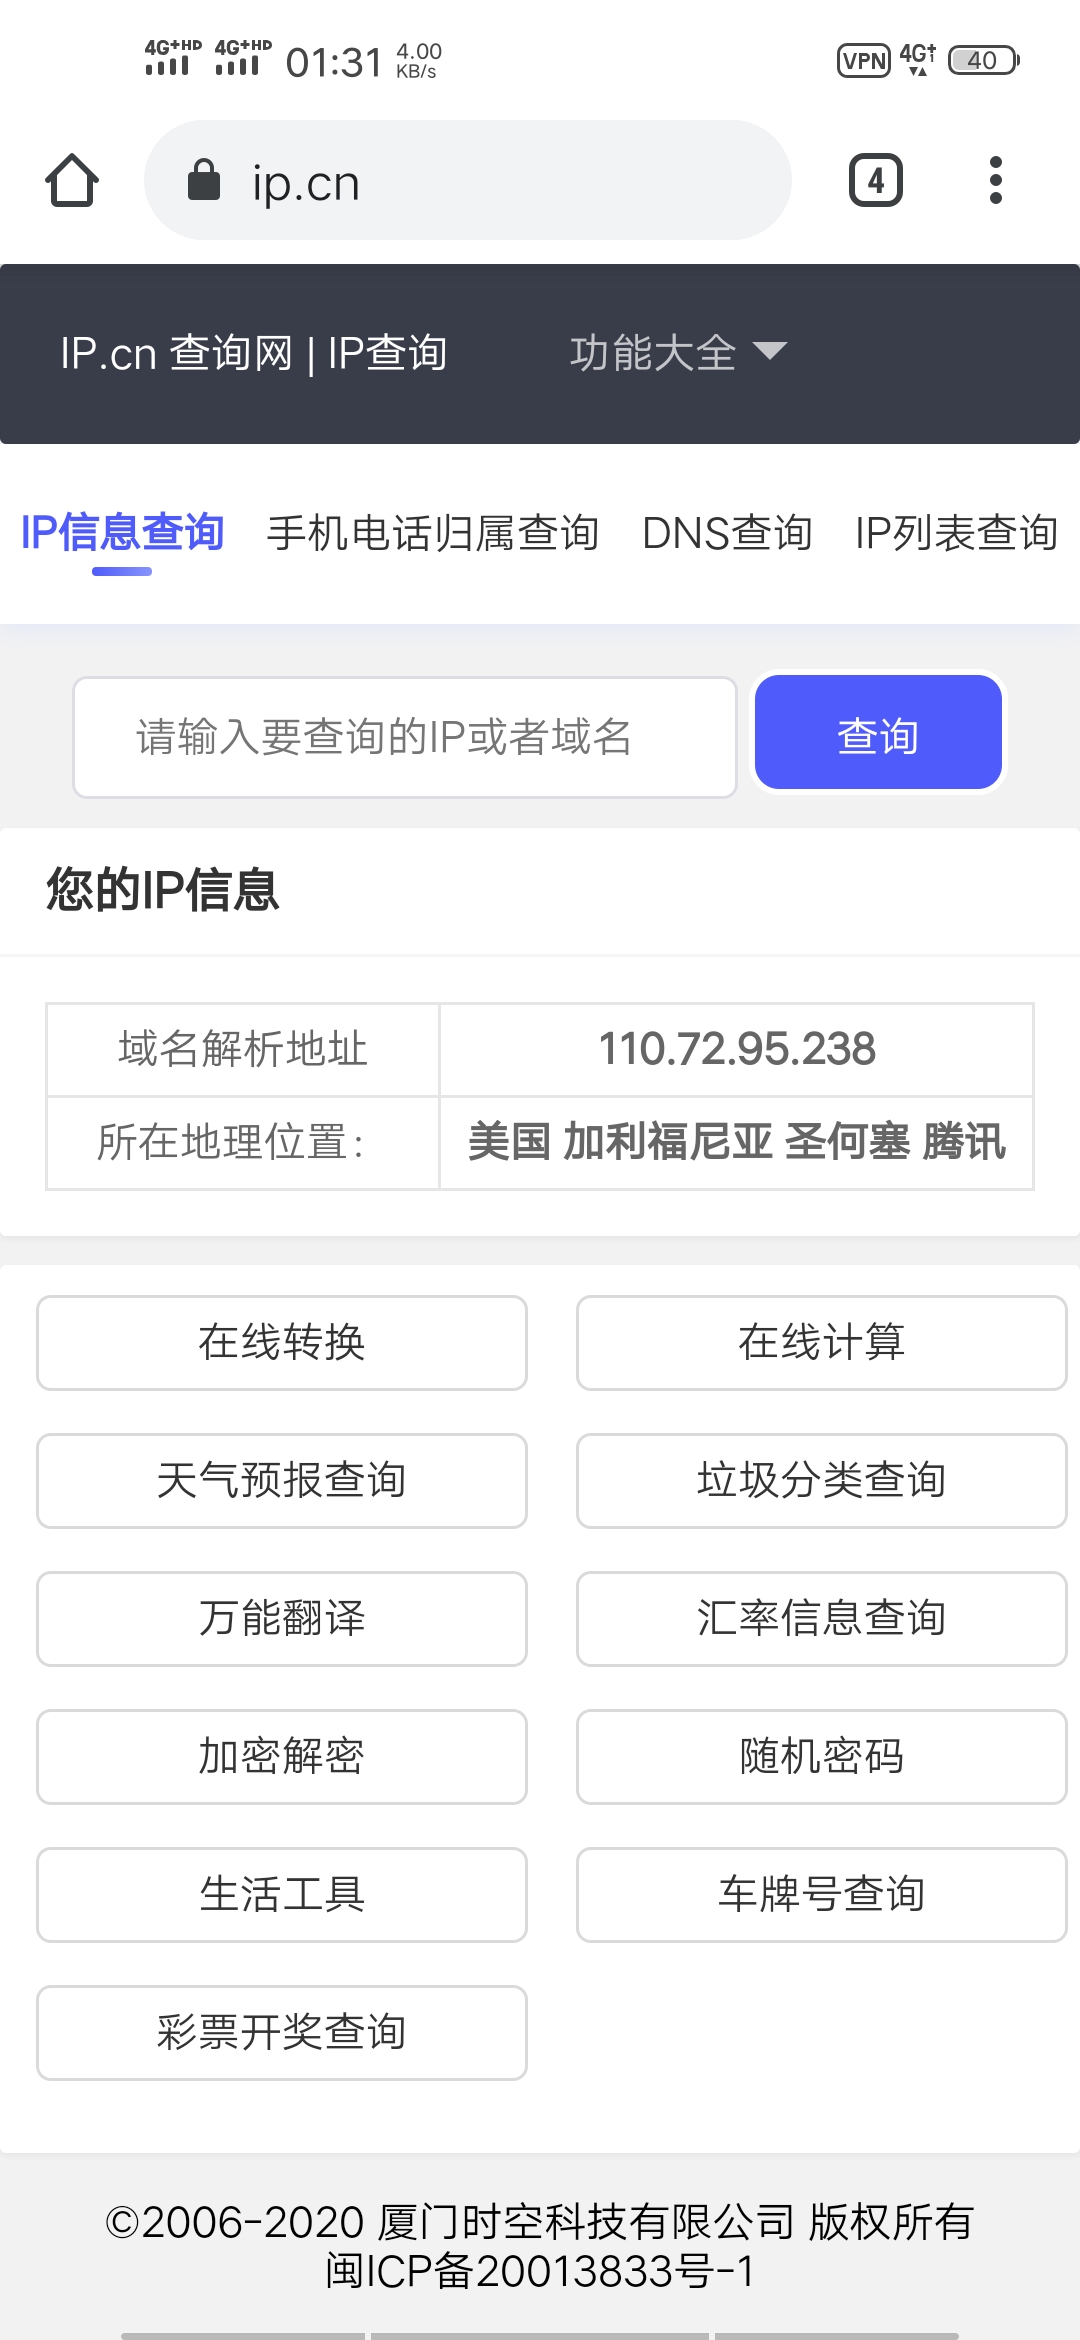 4G+HD 4G+HD 01:31 4.00 KB/s VPN 4G+ 40
ip.cn 4
IP.cn 查询网 | IP查询 功能大全
IP信息查询 手机电话归属查询 DNS查询 IP列表查询
请输入要查询的IP或者域名 查询
您的IP信息
域名解析地址 110.72.95.238
所在地理位置： 美国 加利福尼亚 圣何塞 腾讯
在线转换 在线计算
天气预报查询 垃圾分类查询
万能翻译 汇率信息查询
加密解密 随机密码
生活工具 车牌号查询
彩票开奖查询
©2006-2020 厦门时空科技有限公司 版权所有
闽ICP备20013833号-1